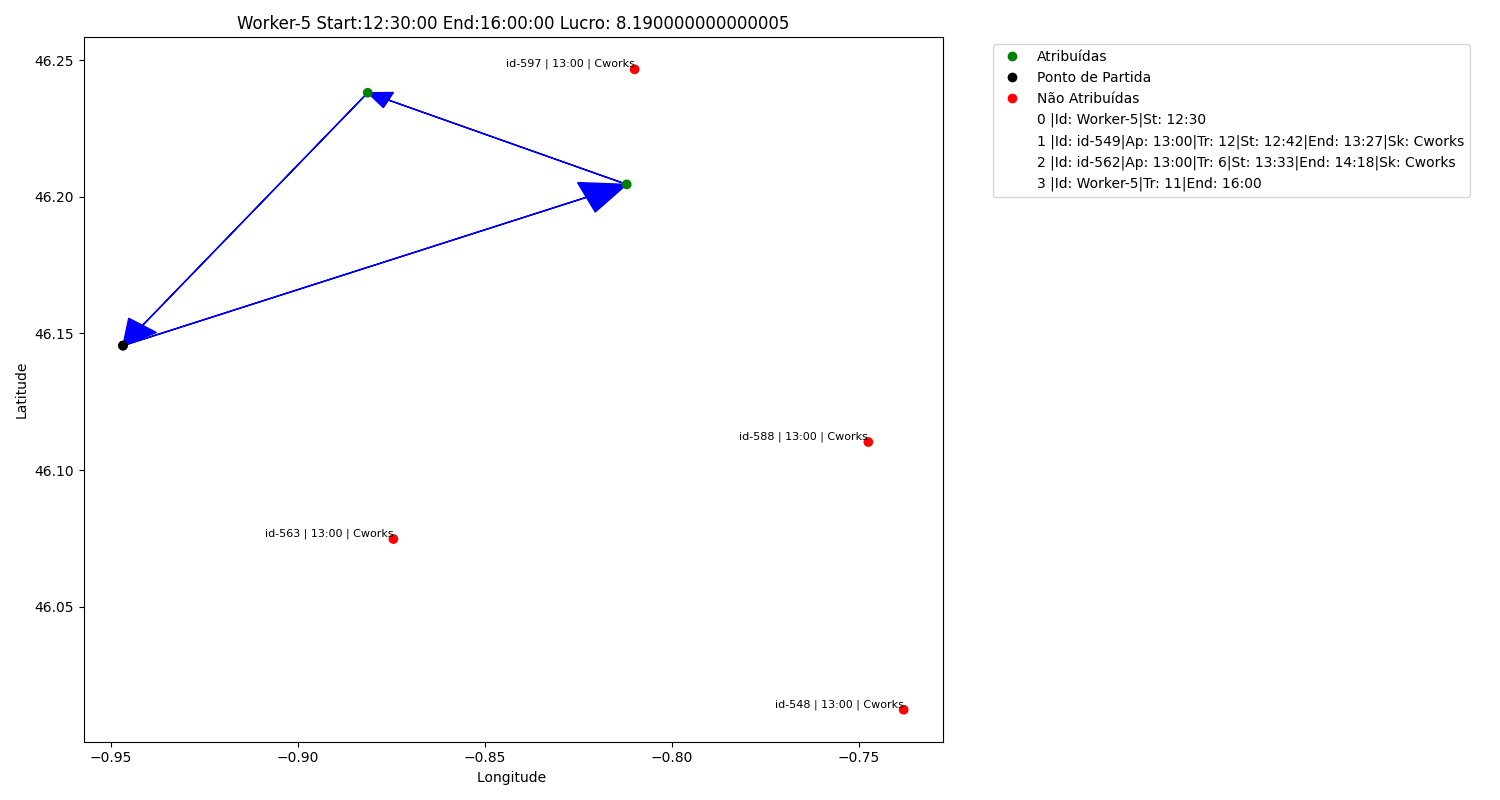 Worker-5 Start:12:30:00 End:16:00:00 Lucro: 8.190000000000005
46.25
46.20
46.15
46.10
46.05
Latitude
id-597 | 13:00 | Cworks
id-588 | 13:00 | Cworks
id-563 | 13:00 | Cworks
id-548 | 13:00 | Cworks
−0.95
−0.90
−0.85
−0.80
−0.75
Longitude
Atribuídas
Ponto de Partida
Não Atribuídas
0 |Id: Worker-5|St: 12:30
1 |Id: id-549|Ap: 13:00|Tr: 12|St: 12:42|End: 13:27|Sk: Cworks
2 |Id: id-562|Ap: 13:00|Tr: 6|St: 13:33|End: 14:18|Sk: Cworks
3 |Id: Worker-5|Tr: 11|End: 16:00